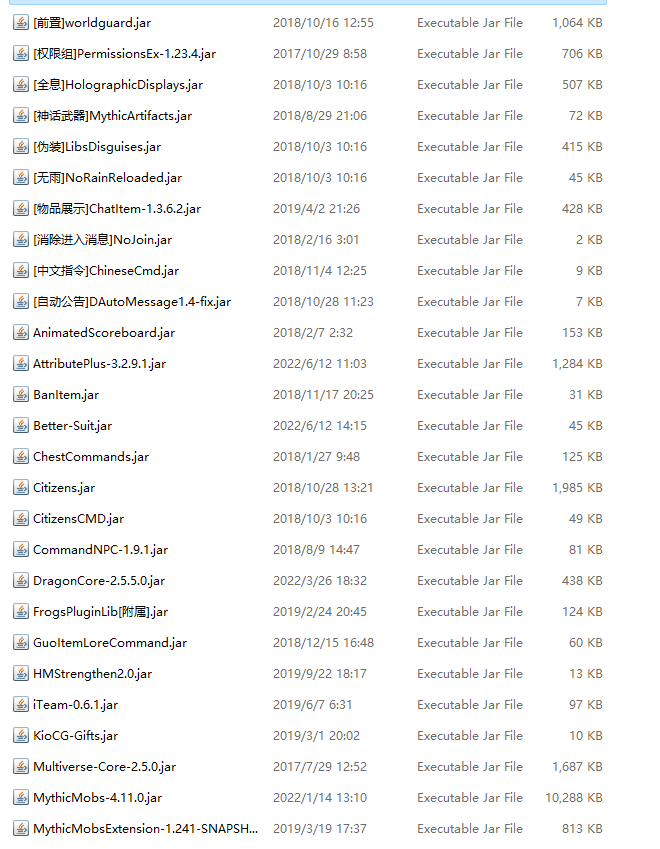 [前置]worldguard.jar 2018/10/16 12:55 Executable Jar File 1,064 KB
[权限组]PermissionsEx-1.23.4.jar 2017/10/29 8:58 Executable Jar File 706 KB
[全息]HolographicDisplays.jar 2018/10/3 10:16 Executable Jar File 507 KB
[神话武器]MythicArtifacts.jar 2018/8/29 21:06 Executable Jar File 72 KB
[伪装]LibsDisguises.jar 2018/10/3 10:16 Executable Jar File 415 KB
[无雨]NoRainReloaded.jar 2018/10/3 10:16 Executable Jar File 45 KB
[物品展示]ChatItem-1.3.6.2.jar 2019/4/2 21:26 Executable Jar File 428 KB
[消除进入消息]NoJoin.jar 2018/2/16 3:01 Executable Jar File 2 KB
[中文指令]ChineseCmd.jar 2018/11/4 12:25 Executable Jar File 9 KB
[自动公告]DAutoMessage1.4-fix.jar 2018/10/28 11:23 Executable Jar File 7 KB
AnimatedScoreboard.jar 2018/2/7 2:32 Executable Jar File 153 KB
AttributePlus-3.2.9.1.jar 2022/6/12 11:03 Executable Jar File 1,284 KB
BanItem.jar 2018/11/17 20:25 Executable Jar File 31 KB
Better-Suit.jar 2022/6/12 14:15 Executable Jar File 45 KB
ChestCommands.jar 2018/1/27 9:48 Executable Jar File 125 KB
Citizens.jar 2018/10/28 13:21 Executable Jar File 1,985 KB
CitizensCMD.jar 2018/10/3 10:16 Executable Jar File 49 KB
CommandNPC-1.9.1.jar 2018/8/9 14:47 Executable Jar File 81 KB
DragonCore-2.5.5.0.jar 2022/3/26 18:32 Executable Jar File 438 KB
FrogsPluginLib[附属].jar 2019/2/24 20:45 Executable Jar File 124 KB
GuoItemLoreCommand.jar 2018/12/15 16:48 Executable Jar File 60 KB
HMStrengthen2.0.jar 2019/9/22 18:17 Executable Jar File 13 KB
iTeam-0.6.1.jar 2019/6/7 6:31 Executable Jar File 97 KB
KioCG-Gifts.jar 2019/3/1 20:02 Executable Jar File 10 KB
Multiverse-Core-2.5.0.jar 2017/7/29 12:52 Executable Jar File 1,687 KB
MythicMobs-4.11.0.jar 2022/1/14 13:10 Executable Jar File 10,288 KB
MythicMobsExtension-1.241-SNAPSH... 2019/3/19 17:37 Executable Jar File 813 KB